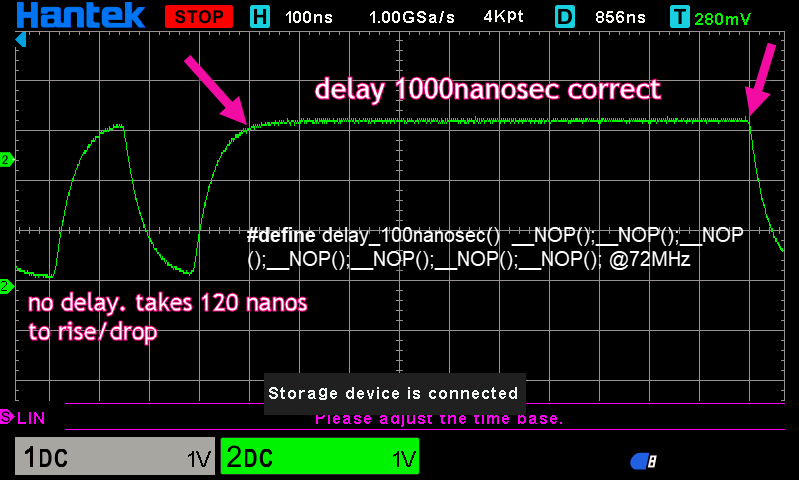 Hantek STOP H 100ns 1.00GSa/s 4Kpt D 856ns T 280mV
delay 1000nanosec correct
2
#define delay_100nanosec() __NOP();__NOP();__NOP
();__NOP();__NOP();__NOP();__NOP(); @72MHz
2
no delay. takes 120 nanos
to rise/drop
Storage device is connected
S LIN Please adjust the time base.
1DC 1V 2DC 1V